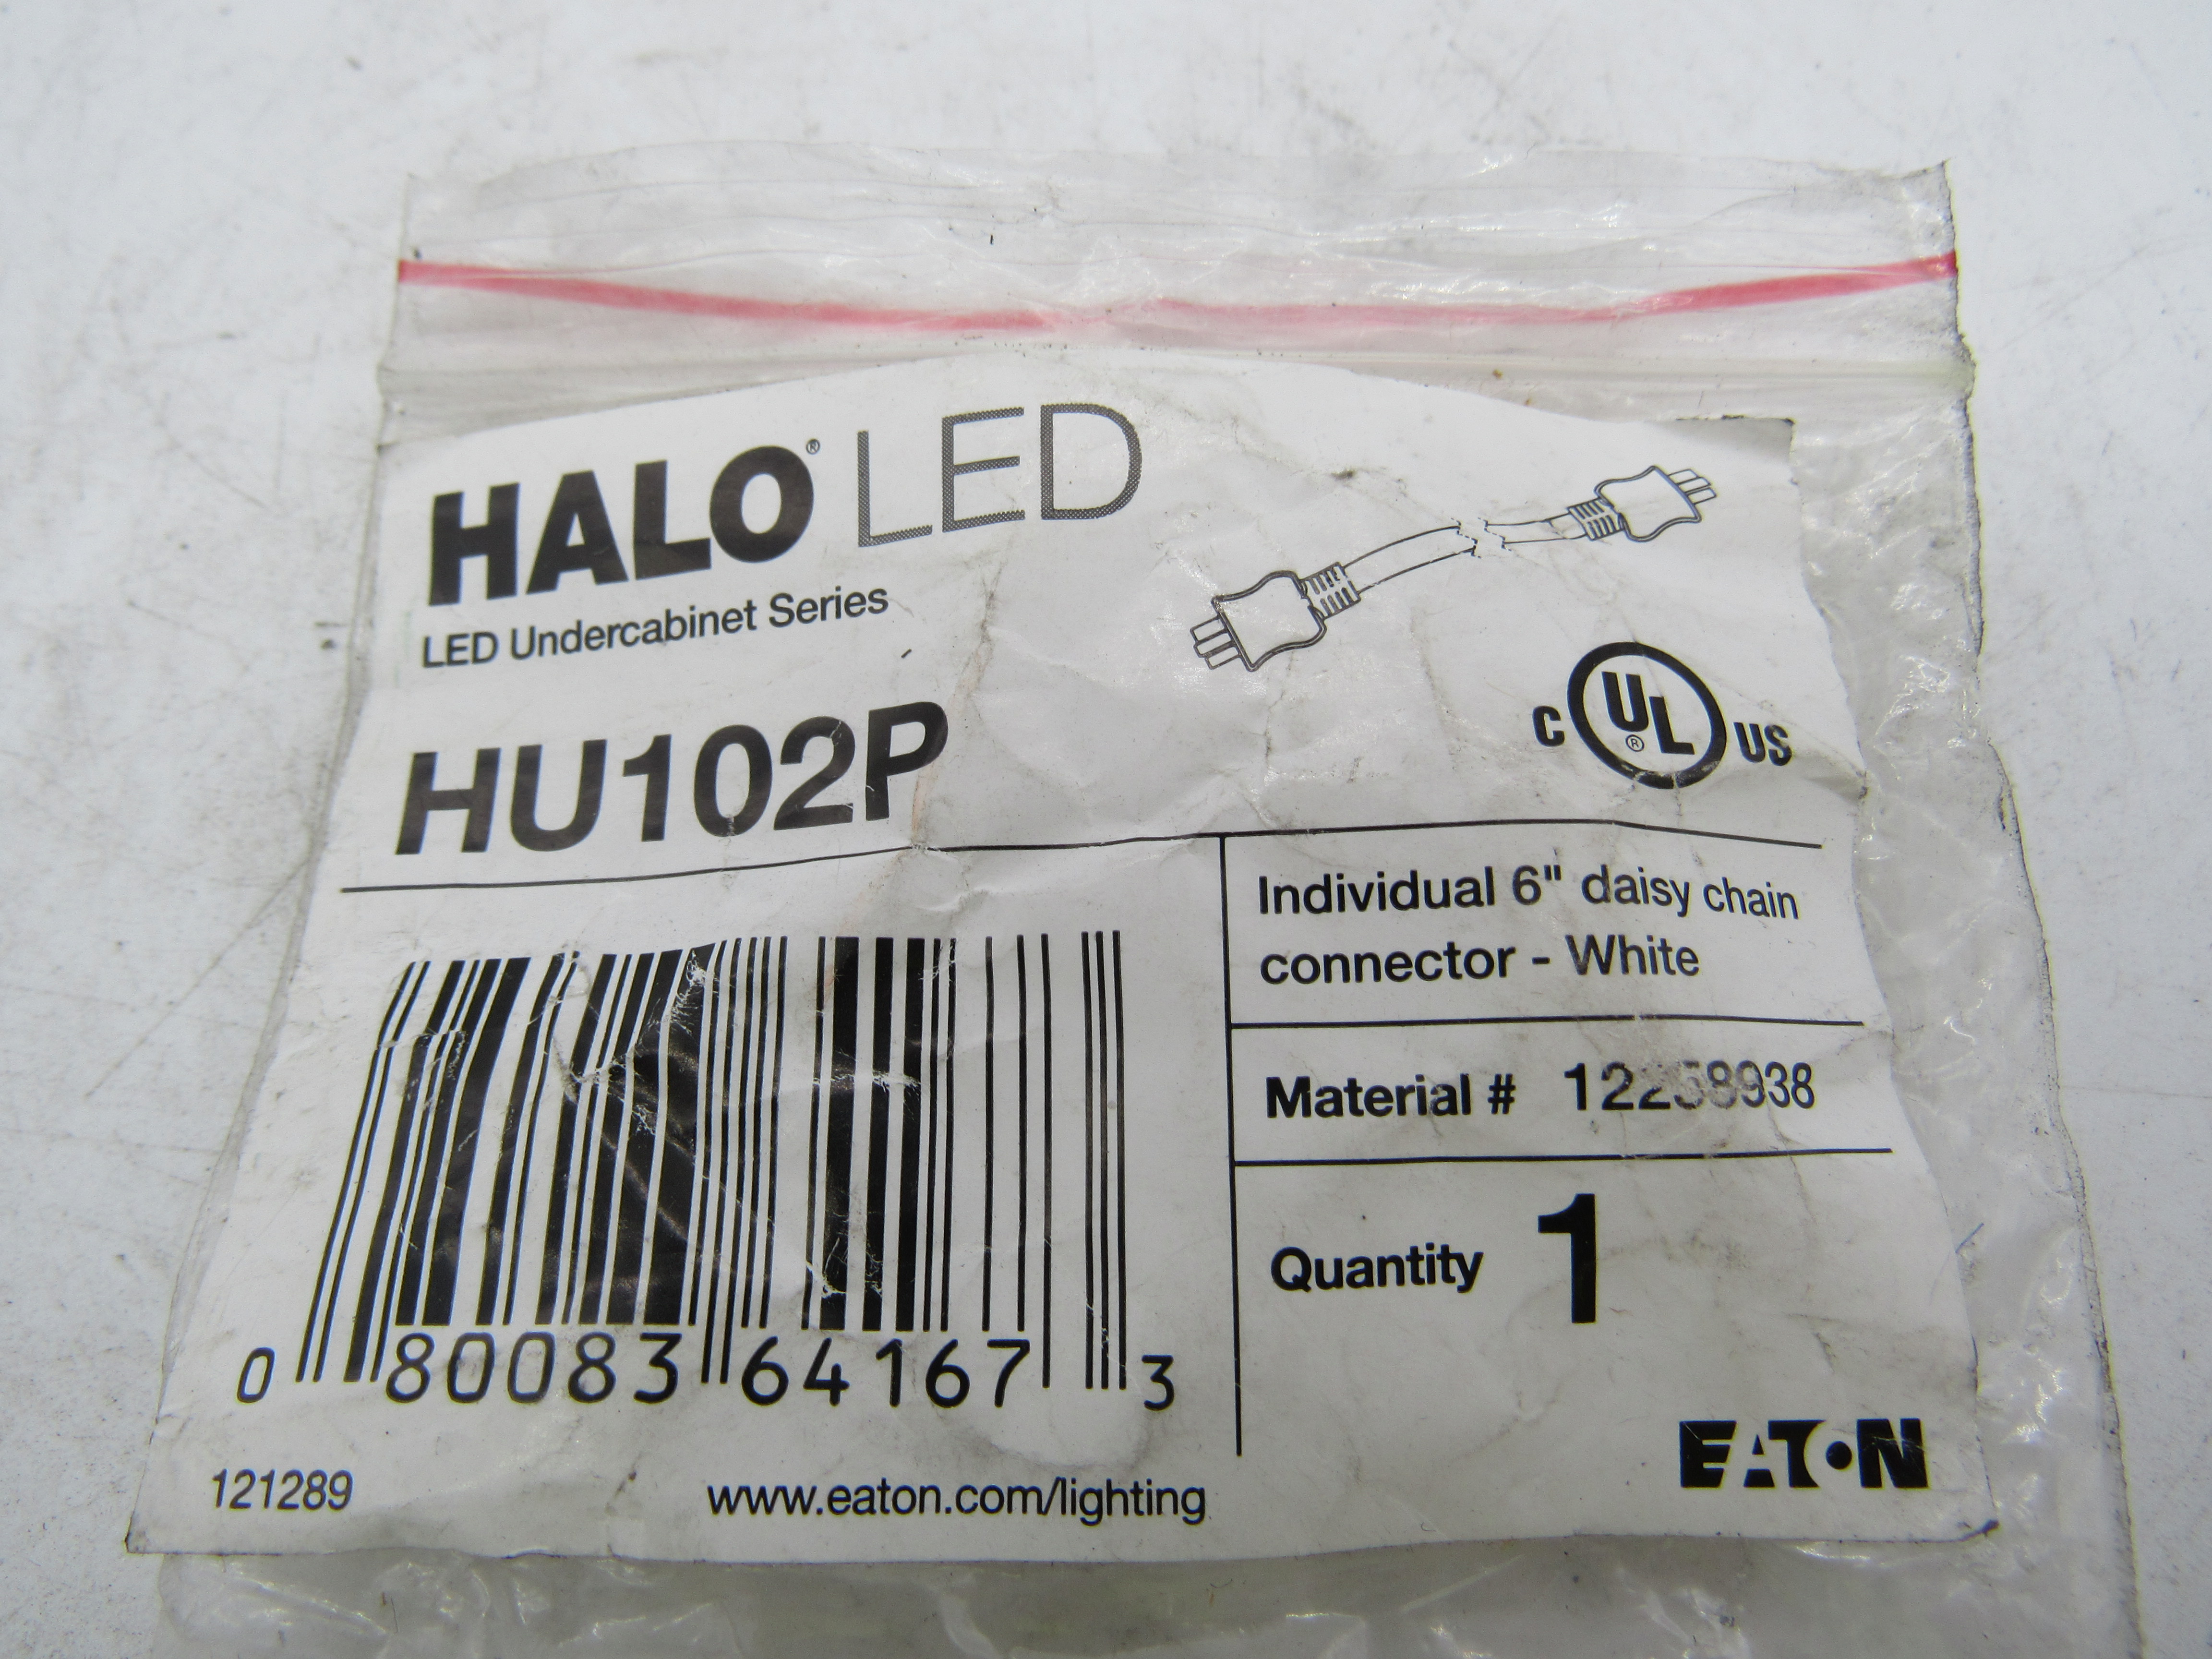 HALO® LED
LED Undercabinet Series
HU102P
C UL® US
Individual 6" daisy chain
connector - White
Material # 12258938
Quantity 1
0 80083 64167 3
121289
www.eaton.com/lighting
EATON